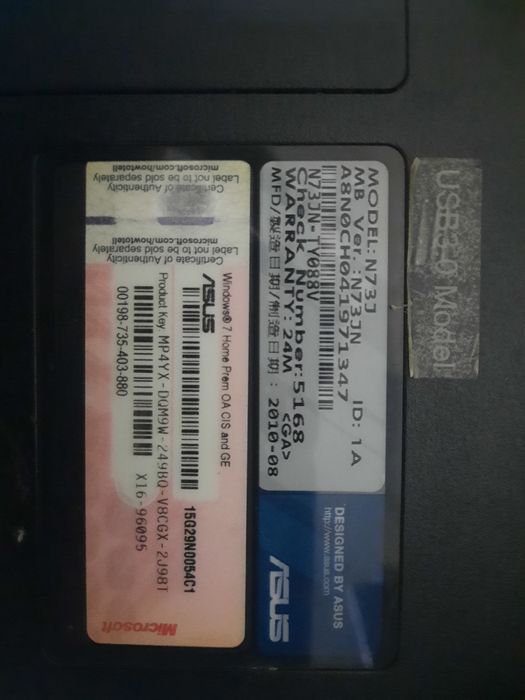 USB3.0 Model
MODEL:N73J
MB Ver.:N73JN ID: 1A
A8N0CH041971347
N73JN-TY088V
Check Number:5168
<GA>
WARRANTY: 24M
MFD/製造日期/制造日期: 2010-08
DESIGNED BY ASUS
http://www.asus.com
ASUS
Certificate of Authenticity
Label not to be sold separately
microsoft.com/howtotell
Certificate of Authenticity
Label not to be sold separately
microsoft.com/howtotell
Windows® 7 Home Prem OA CIS and GE
ASUS
15G29N0054C1
Product Key: MP4YX-DQM9W-249BQ-V8CGX-2J98T
X16-96095
00198-735-403-880
Microsoft